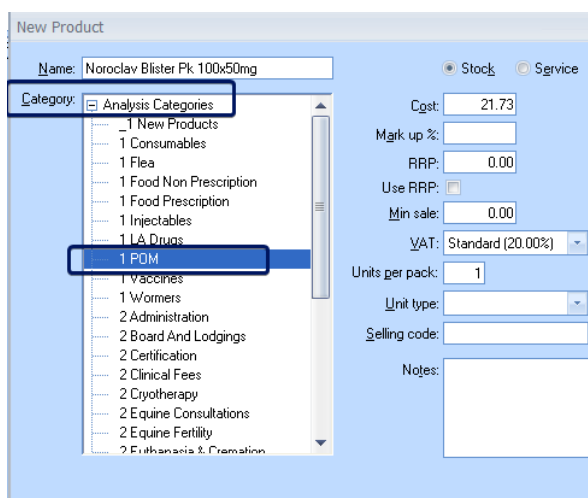 New Product
Name: Noroclav Blister Pk 100x50mg
Stock Service
Category: Analysis Categories
_1 New Products
1 Consumables
1 Flea
1 Food Non Prescription
1 Food Prescription
1 Injectables
1 LA Drugs
1 POM
1 Vaccines
1 Wormers
2 Administration
2 Board And Lodgings
2 Certification
2 Clinical Fees
2 Cryotherapy
2 Equine Consultations
2 Equine Fertility
2 Euthanasia & Cremation
Cost: 21.73
Mark up %:
RRP: 0.00
Use RRP:
Min sale: 0.00
VAT: Standard (20.00%)
Units per pack: 1
Unit type:
Selling code:
Notes: